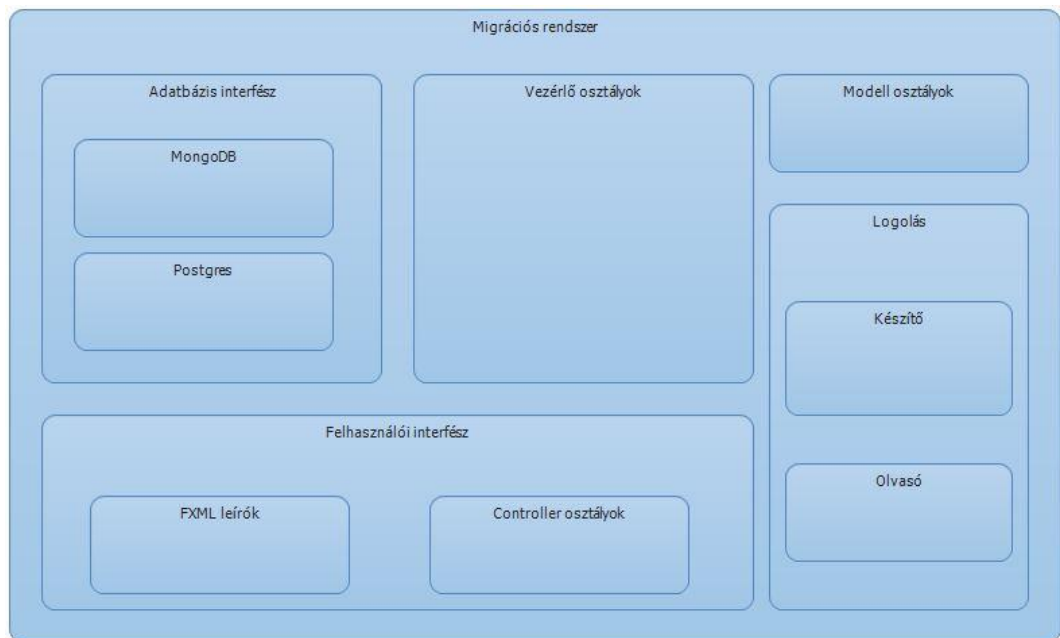 Migrációs rendszer
Adatbázis interfész
MongoDB
Postgres
Vezérlő osztályok
Modell osztályok
Logolás
Készítő
Olvasó
Felhasználói interfész
FXML leírók
Controller osztályok